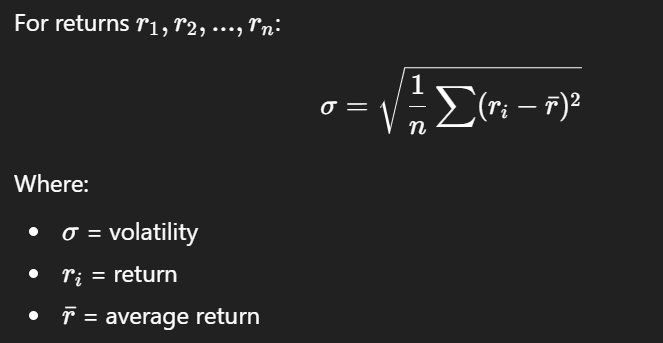 For returns r₁, r₂, ..., rₙ:
σ = √(1/n ∑(rᵢ − r̄)²)
Where:
• σ = volatility
• rᵢ = return
• r̄ = average return